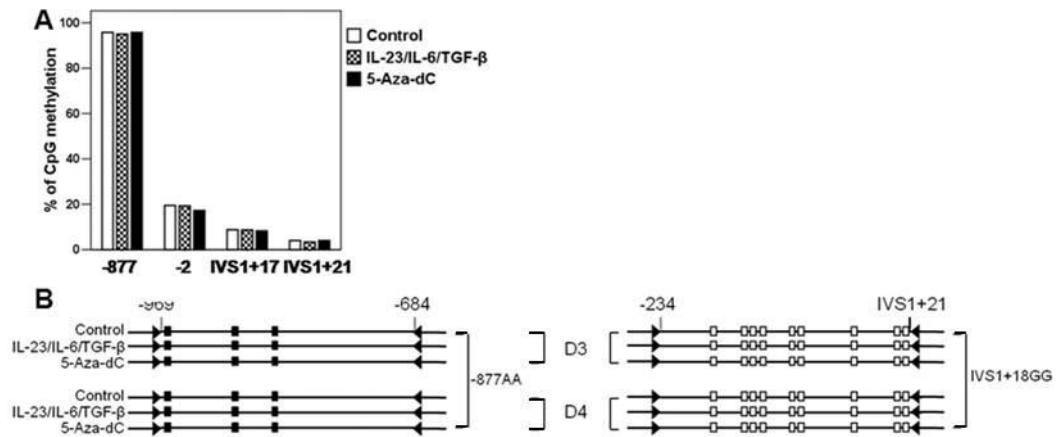 A
% of CpG methylation
100
80
60
40
20
0
-877 -2 IVS1+17 IVS1+21
Control
IL-23/IL-6/TGF-β
5-Aza-dC
B
-969 -684 -234 IVS1+21
Control
IL-23/IL-6/TGF-β
5-Aza-dC
D3
-877AA
IVS1+18GG
Control
IL-23/IL-6/TGF-β
5-Aza-dC
D4